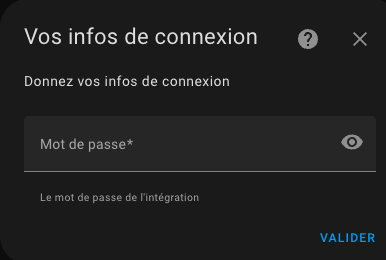 Vos infos de connexion
Donnez vos infos de connexion
Mot de passe*
Le mot de passe de l'intégration
VALIDER